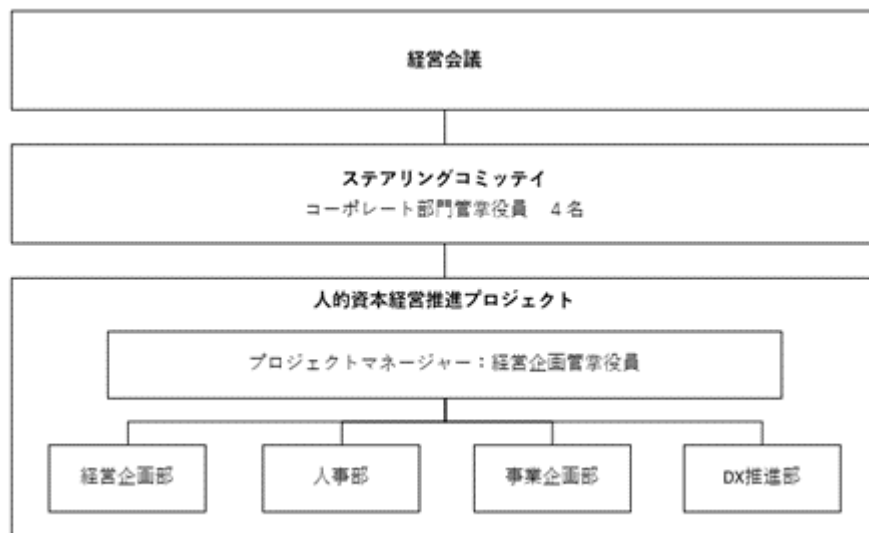 経営会議
ステアリングコミッテイ
コーポレート部門管掌役員　4名
人的資本経営推進プロジェクト
プロジェクトマネージャー：経営企画管掌役員
経営企画部
人事部
事業企画部
DX推進部